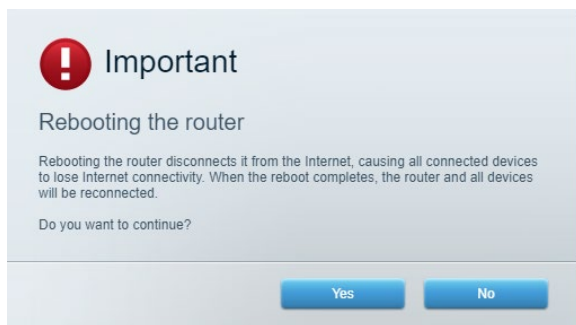 Important
Rebooting the router
Rebooting the router disconnects it from the Internet, causing all connected devices
to lose Internet connectivity. When the reboot completes, the router and all devices
will be reconnected.
Do you want to continue?
Yes
No